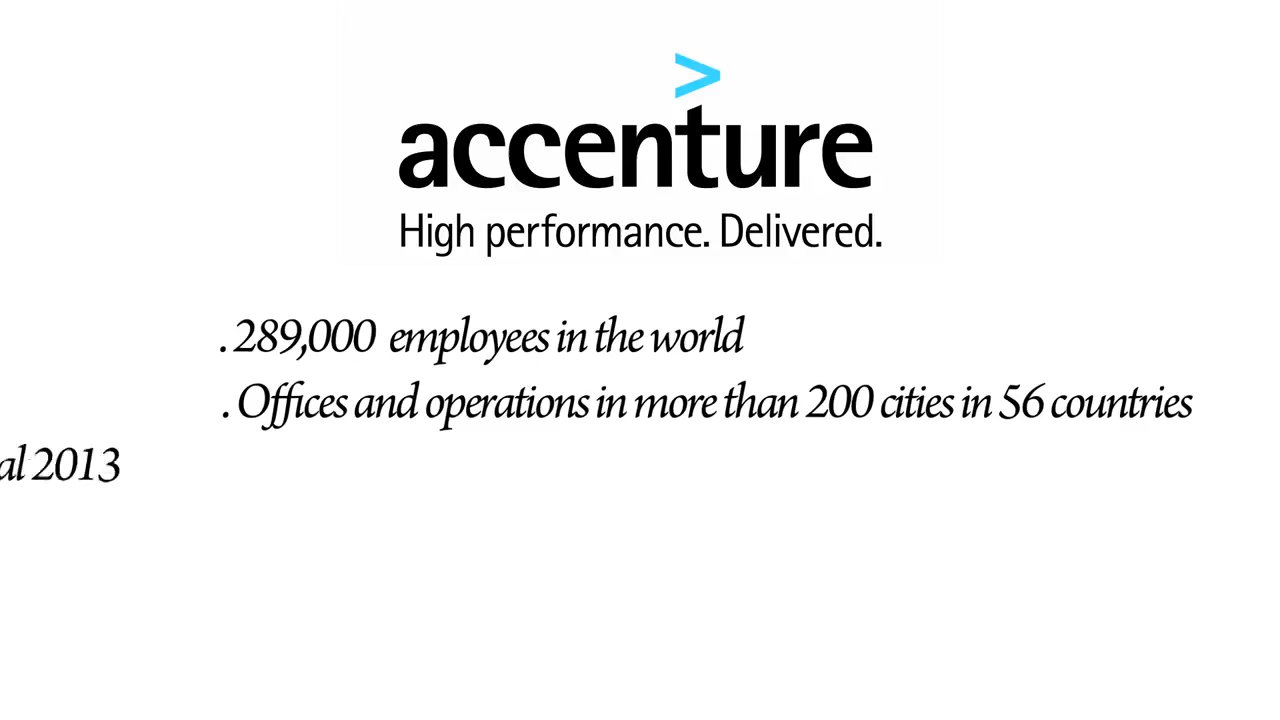 >
accenture
High performance. Delivered.
. 289,000 employees in the world
. Offices and operations in more than 200 cities in 56 countries
al 2013